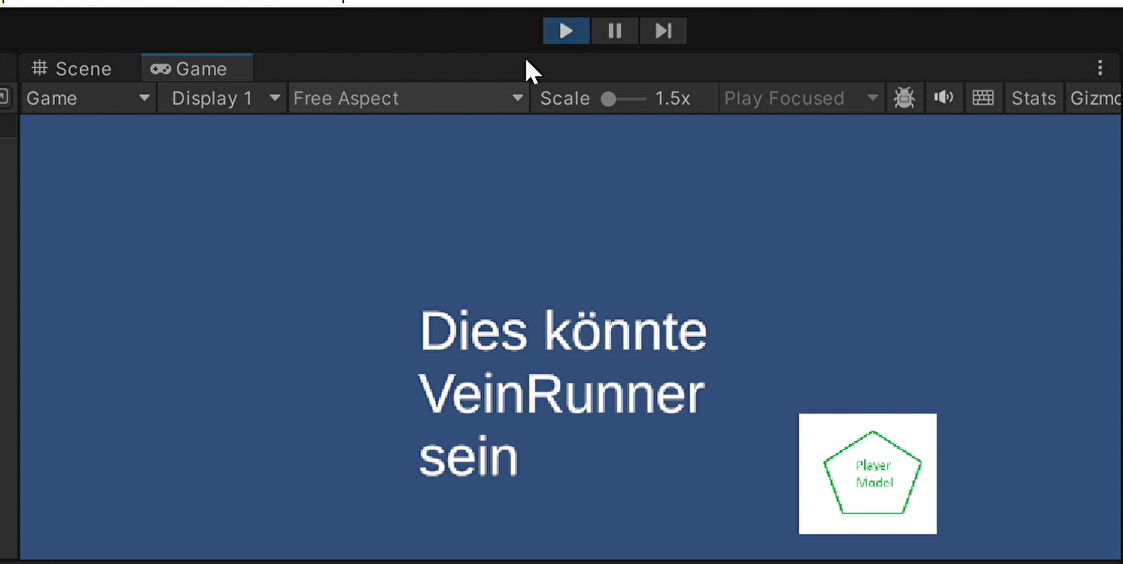 Scene Game
Game Display 1 Free Aspect Scale 1.5x Play Focused Stats Gizmo
Dies könnte
VeinRunner
sein
Player
Model